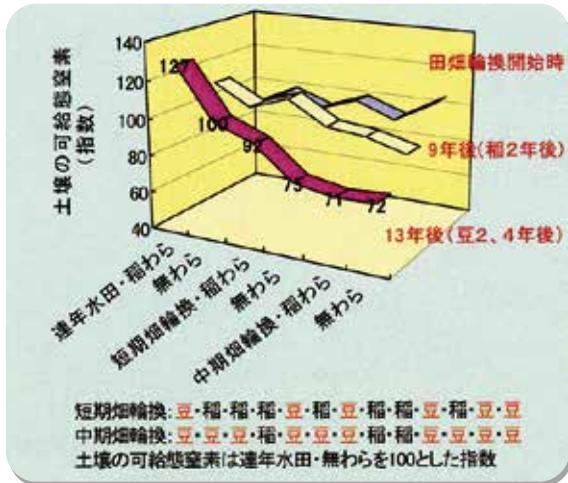 土壌の可給態窒素
(指数)
140
120
100
80
60
40
127
100
92
75
71
72
田畑輪換開始時
9年後(稲2年後)
13年後(豆2、4年後)
連年水田・稲わら
無わら
短期畑輪換・稲わら
無わら
中期畑輪換・稲わら
無わら
短期畑輪換:豆・稲・稲・稲・豆・稲・豆・稲・稲・豆・稲・豆・豆
中期畑輪換:豆・豆・豆・稲・豆・豆・豆・稲・稲・豆・豆・豆・豆
土壌の可給態窒素は連年水田・無わらを100とした指数